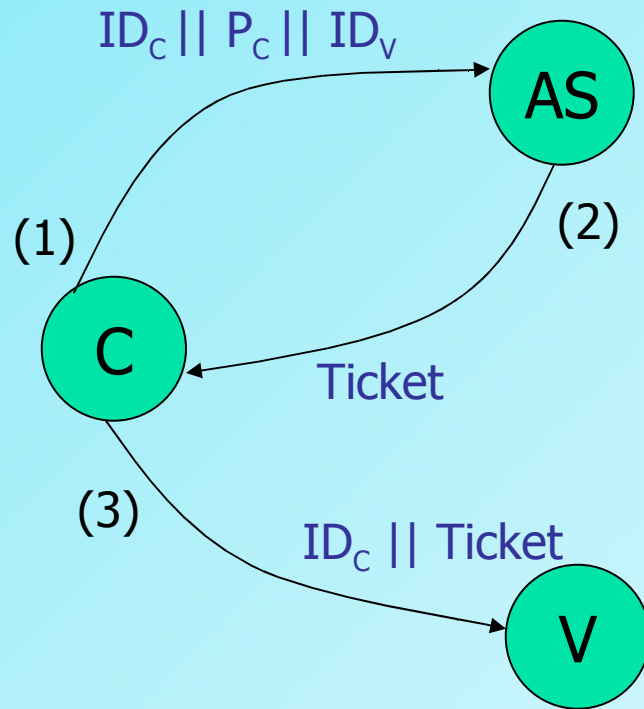 ID_C || P_C || ID_V
AS
(1)
(2)
C
Ticket
(3)
ID_C || Ticket
V